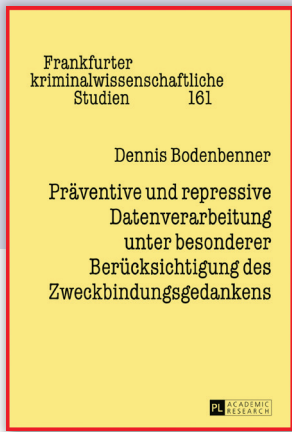 Frankfurter
kriminalwissenschaftliche
Studien 161
Dennis Bodenbenner
Präventive und repressive
Datenverarbeitung
unter besonderer
Berücksichtigung des
Zweckbindungsgedankens
PL ACADEMIC
RESEARCH